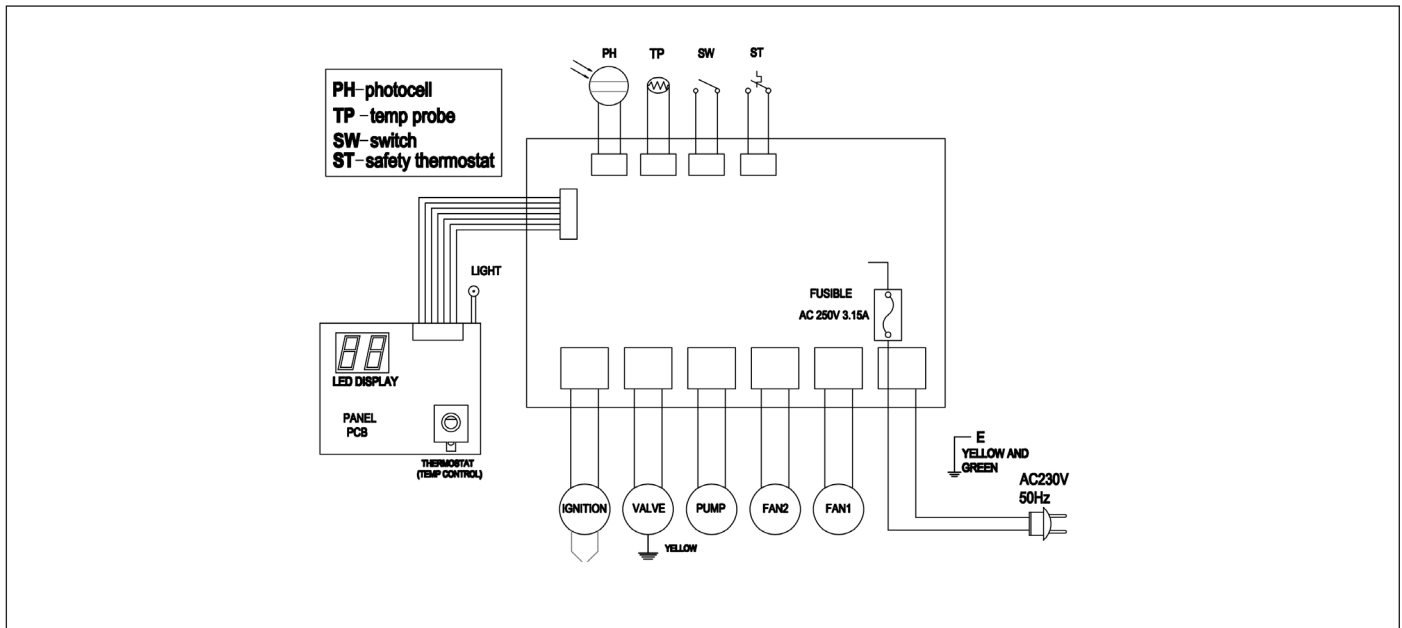 PH TP SW ST
PH-photocell
TP -temp probe
SW-switch
ST-safety thermostat
LIGHT
FUSIBLE
AC 250V 3.15A
88
LED DISPLAY
PANEL
PCB
THERMOSTAT
(TEMP CONTROL)
E
YELLOW AND
GREEN
AC230V
50Hz
IGNITION VALVE PUMP FAN2 FAN1
YELLOW